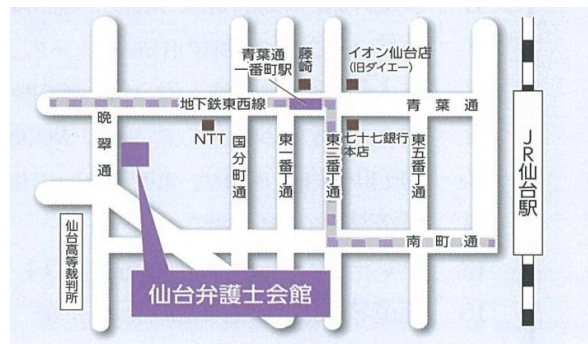 青葉通
一番町駅
藤崎
イオン仙台店
(旧ダイエー)
地下鉄東西線
青葉通
晩翠通
NTT
国分町通
東一番丁通
東二番丁通
七十七銀行
本店
東五番丁通
JR仙台駅
南町通
仙台高等裁判所
仙台弁護士会館